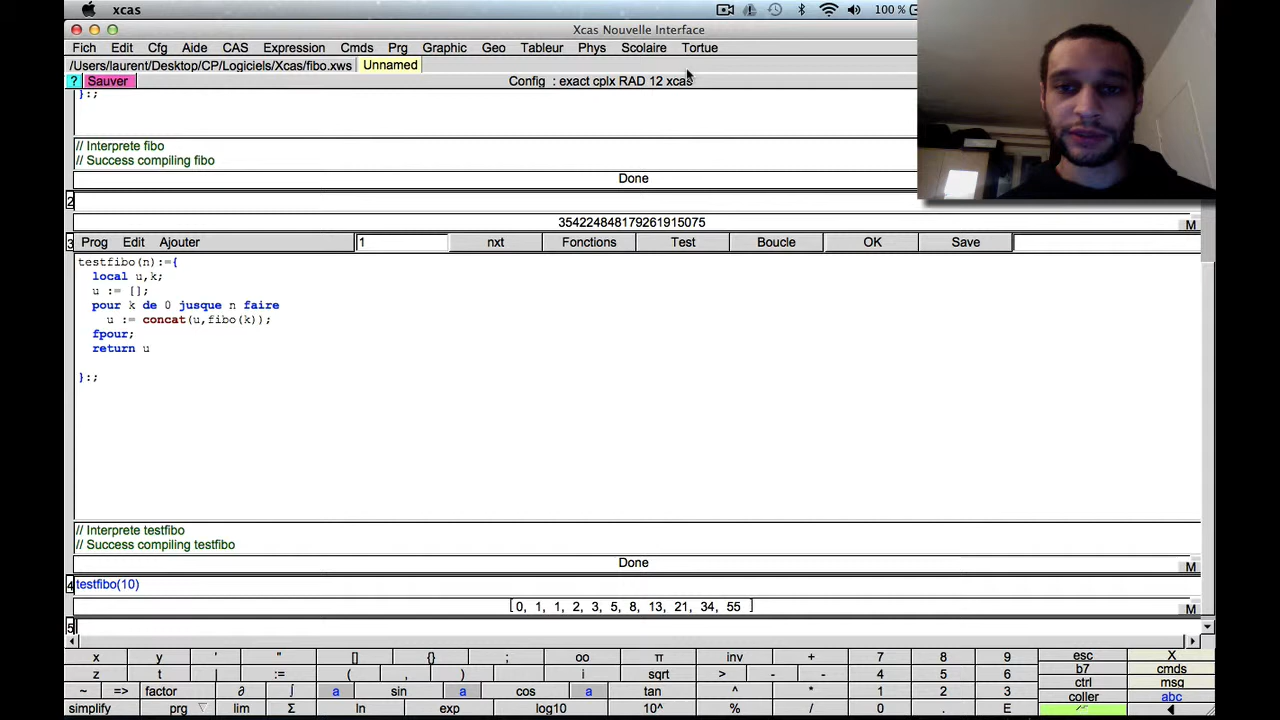 xcas 100 %
Xcas Nouvelle Interface
Fich Edit Cfg Aide CAS Expression Cmds Prg Graphic Geo Tableur Phys Scolaire Tortue
/Users/laurent/Desktop/CP/Logiciels/Xcas/fibo.xws Unnamed
? Sauver Config : exact cplx RAD 12 xcas
}:;
// Interprete fibo
// Success compiling fibo
Done
2
354224848179261915075 M
3 Prog Edit Ajouter 1 nxt Fonctions Test Boucle OK Save
testfibo(n):={
local u,k;
u := [];
pour k de 0 jusque n faire
u := concat(u,fibo(k));
fpour;
return u
}:;
// Interprete testfibo
// Success compiling testfibo
Done M
4 testfibo(10)
[0, 1, 1, 2, 3, 5, 8, 13, 21, 34, 55 ] M
5
x y ' " [] {} ; oo π inv + 7 8 9 esc X
z t | := ( , ) i sqrt > - - 4 5 6 b7 cmds
~ => factor ∂ ∫ a sin a cos a tan ^ * 1 2 3 ctrl msg
simplify prg lim Σ ln exp log10 10^ % / 0 . E coller abc